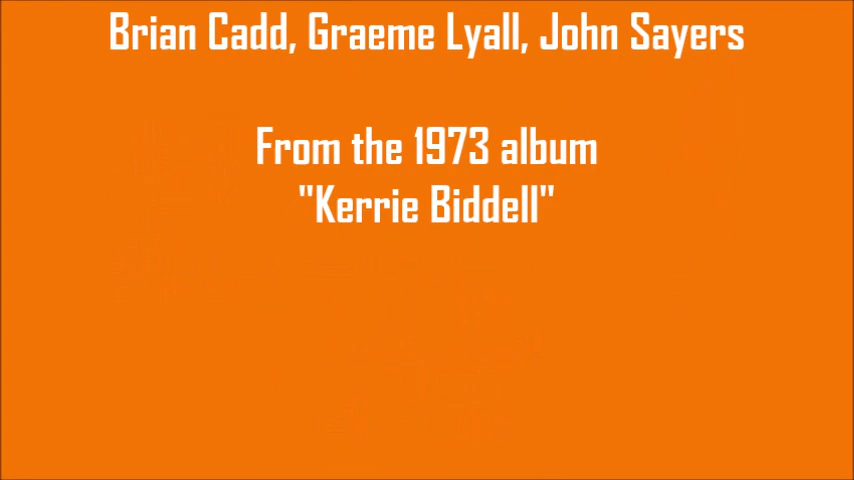 Brian Cadd, Graeme Lyall, John Sayers
From the 1973 album
"Kerrie Biddell"